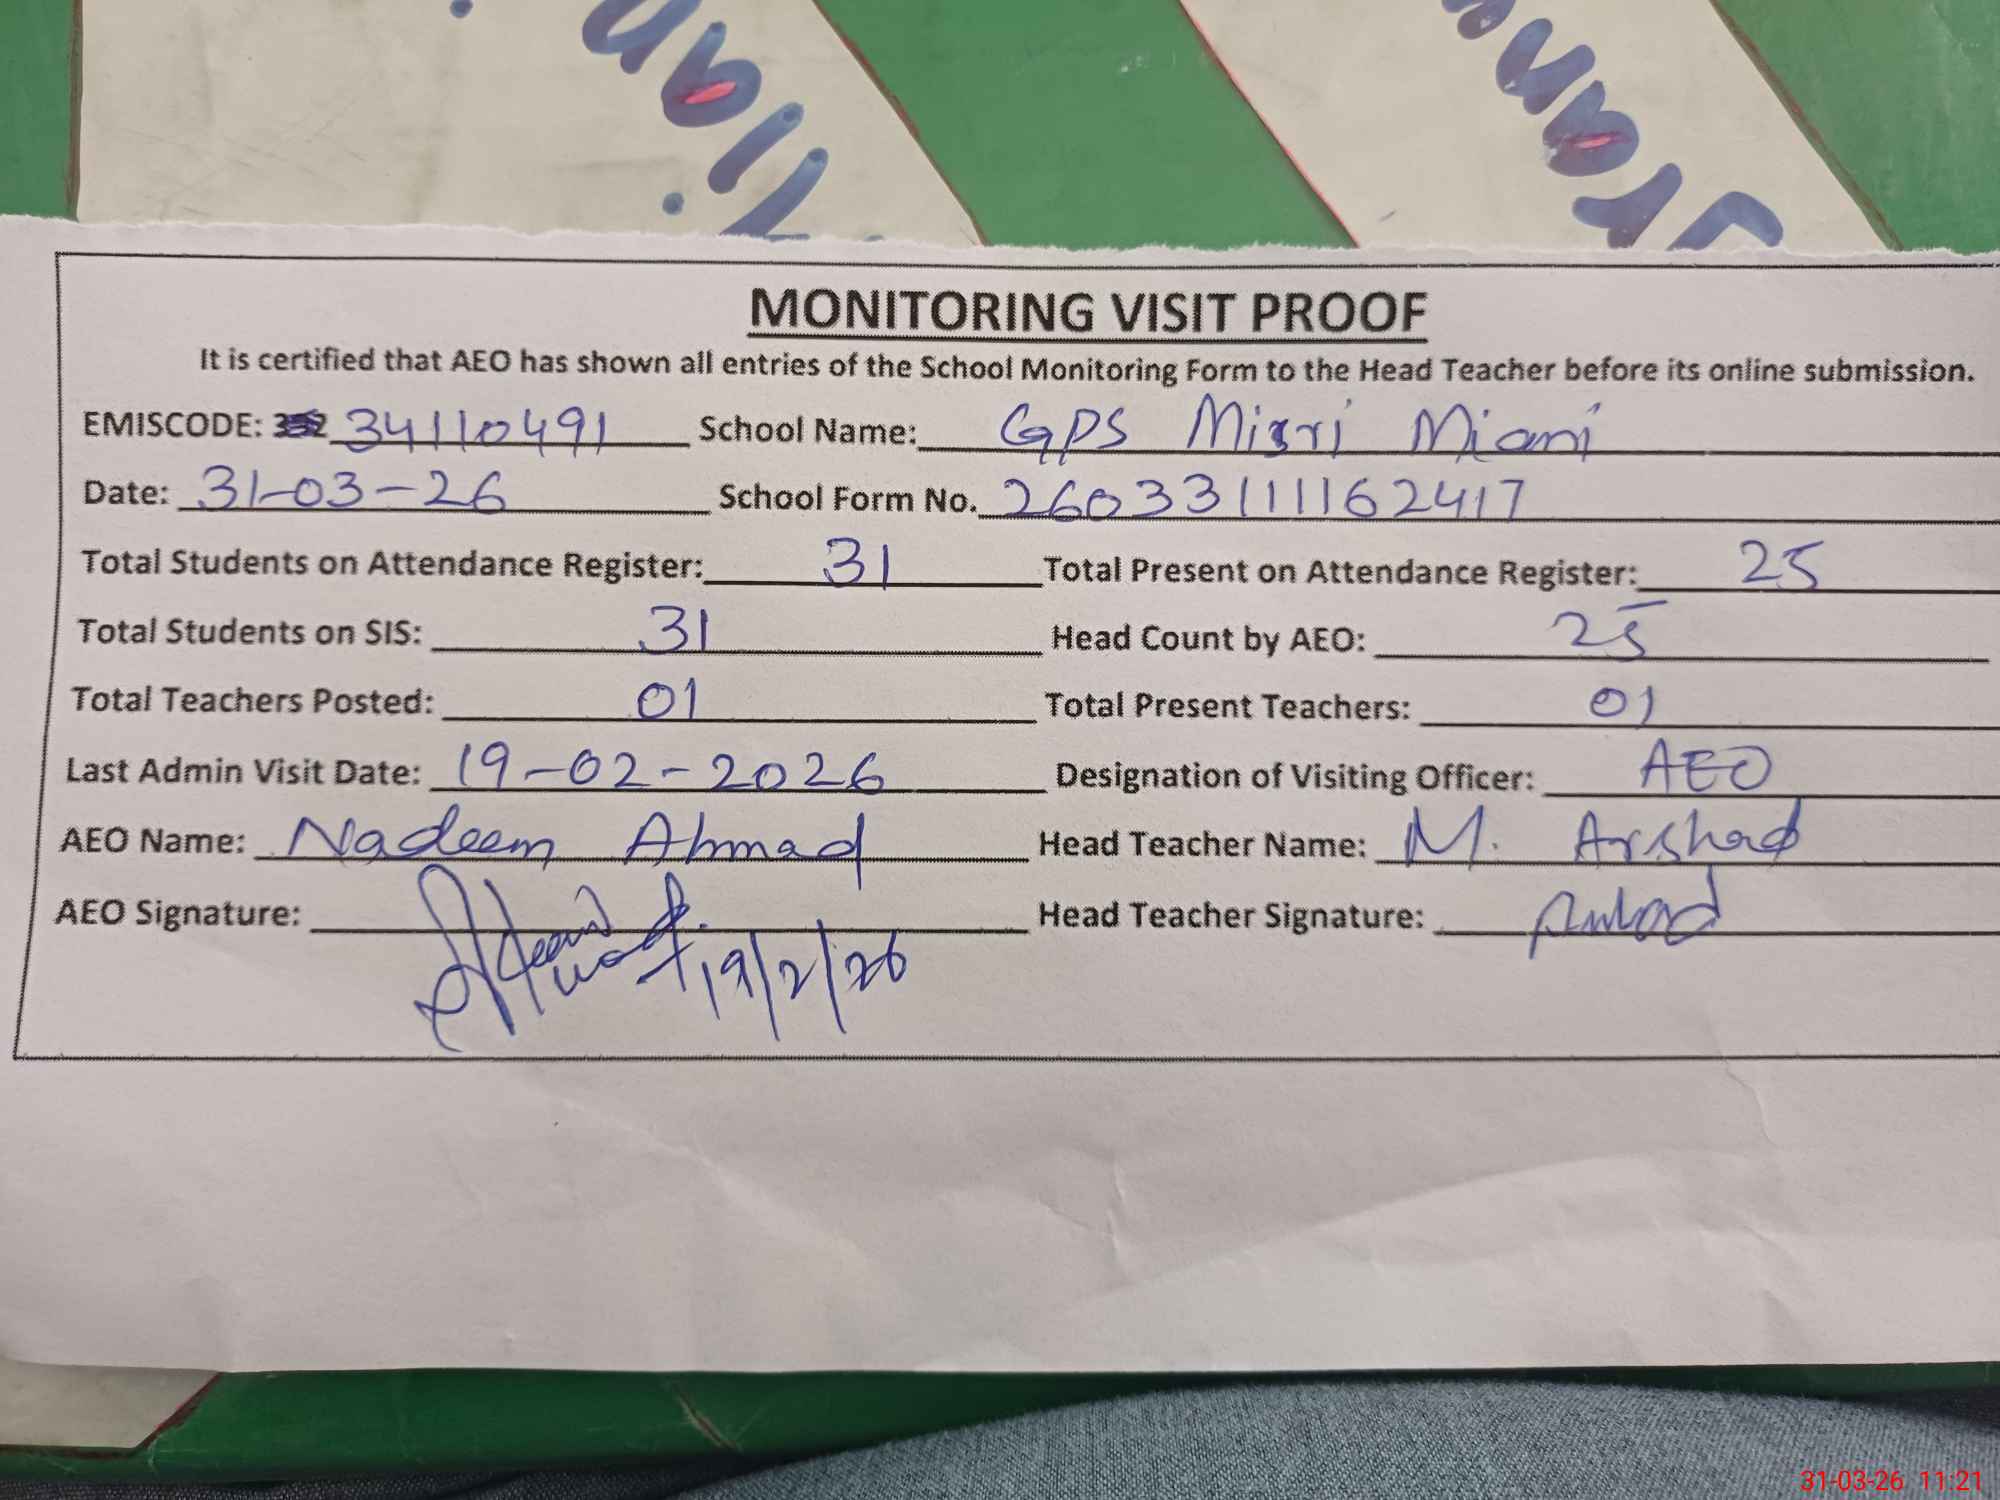 MONITORING VISIT PROOF
It is certified that AEO has shown all entries of the School Monitoring Form to the Head Teacher before its online submission.
EMISCODE: 34110491 School Name: GPS Misri Miani
Date: 31-03-26 School Form No. 26033111162417
Total Students on Attendance Register: 31 Total Present on Attendance Register: 25
Total Students on SIS: 31 Head Count by AEO: 25
Total Teachers Posted: 01 Total Present Teachers: 01
Last Admin Visit Date: 19-02-2026 Designation of Visiting Officer: AEO
AEO Name: Nadeem Ahmad Head Teacher Name: M. Arshad
AEO Signature: Head Teacher Signature:
19/2/26
31-03-26 11:21